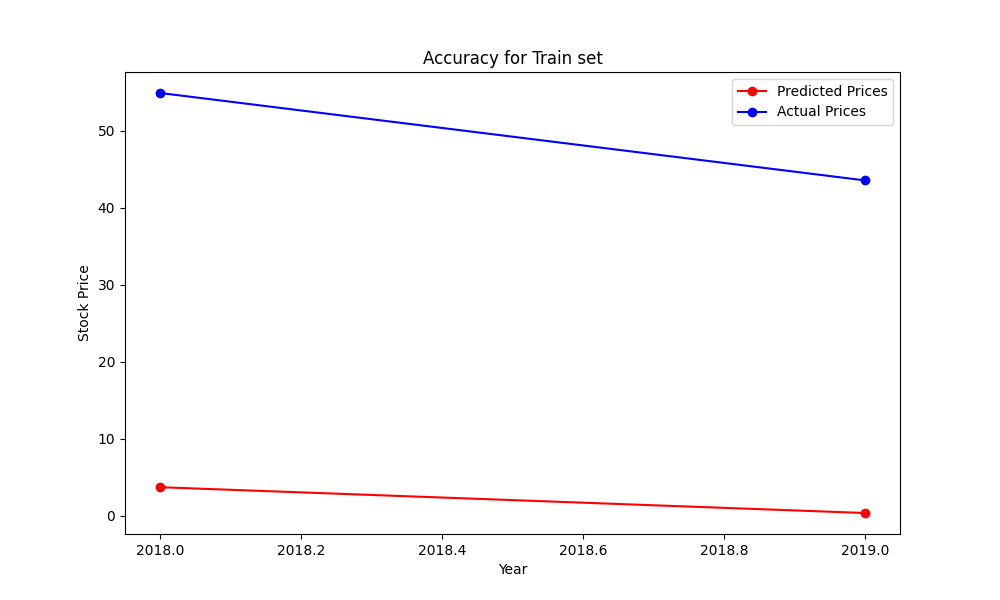 Accuracy for Train set
Predicted Prices
Actual Prices
Stock Price
50
40
30
20
10
0
2018.0 2018.2 2018.4 2018.6 2018.8 2019.0
Year